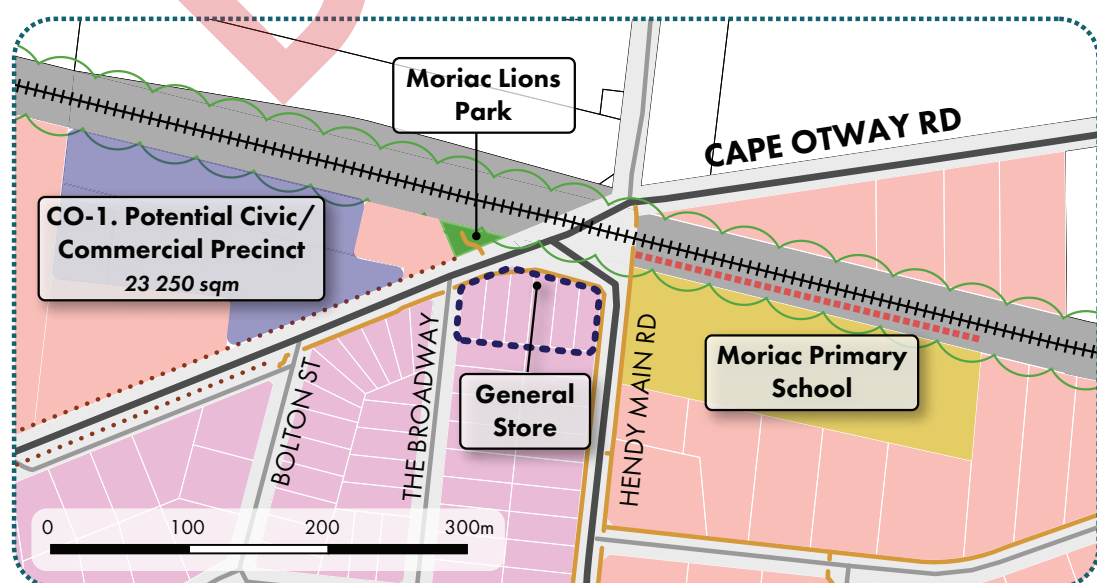 Moriac Lions
Park
CAPE OTWAY RD
CO-1. Potential Civic/
Commercial Precinct
23 250 sqm
Moriac Primary
School
General
Store
BOLTON ST
THE BROADWAY
HENDY MAIN RD
0 100 200 300m